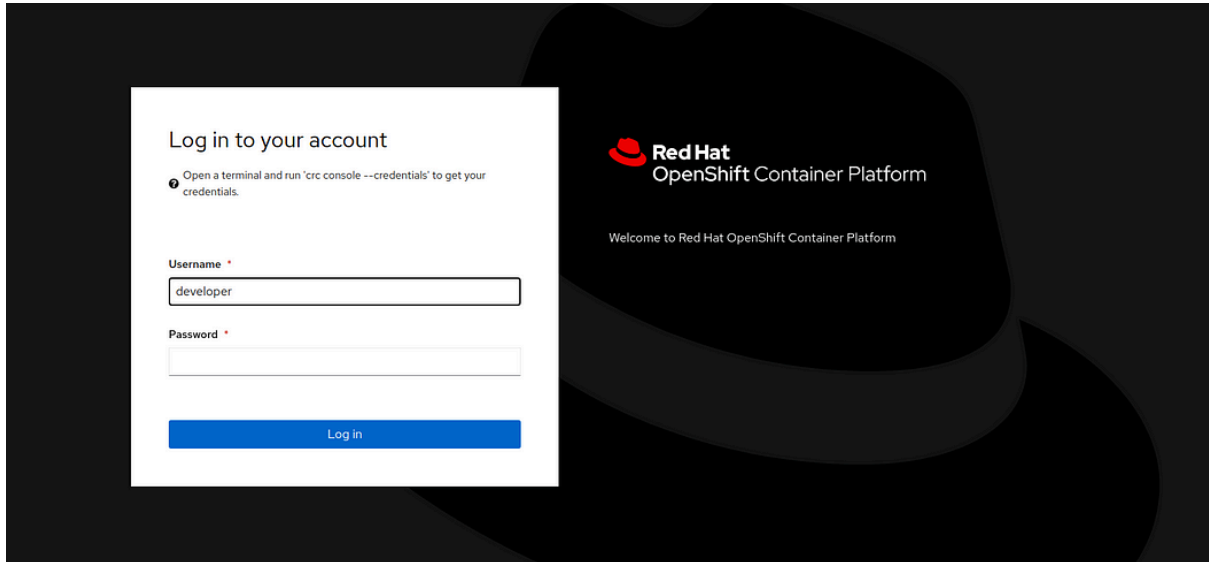 Log in to your account
Open a terminal and run 'crc console --credentials' to get your
credentials.
Username *
developer
Password *
Log in
Red Hat
OpenShift Container Platform
Welcome to Red Hat OpenShift Container Platform